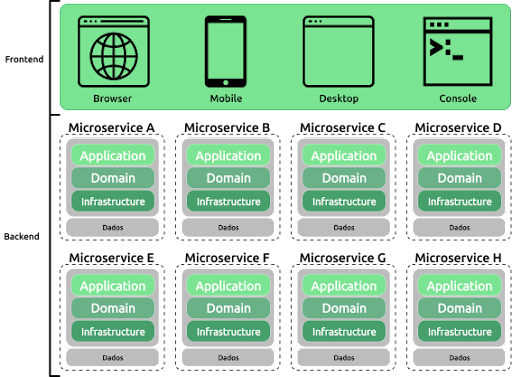 Frontend
Browser
Mobile
Desktop
Console
Backend
Microservice A
Application
Domain
Infrastructure
Dados
Microservice B
Application
Domain
Infrastructure
Dados
Microservice C
Application
Domain
Infrastructure
Dados
Microservice D
Application
Domain
Infrastructure
Dados
Microservice E
Application
Domain
Infrastructure
Dados
Microservice F
Application
Domain
Infrastructure
Dados
Microservice G
Application
Domain
Infrastructure
Dados
Microservice H
Application
Domain
Infrastructure
Dados